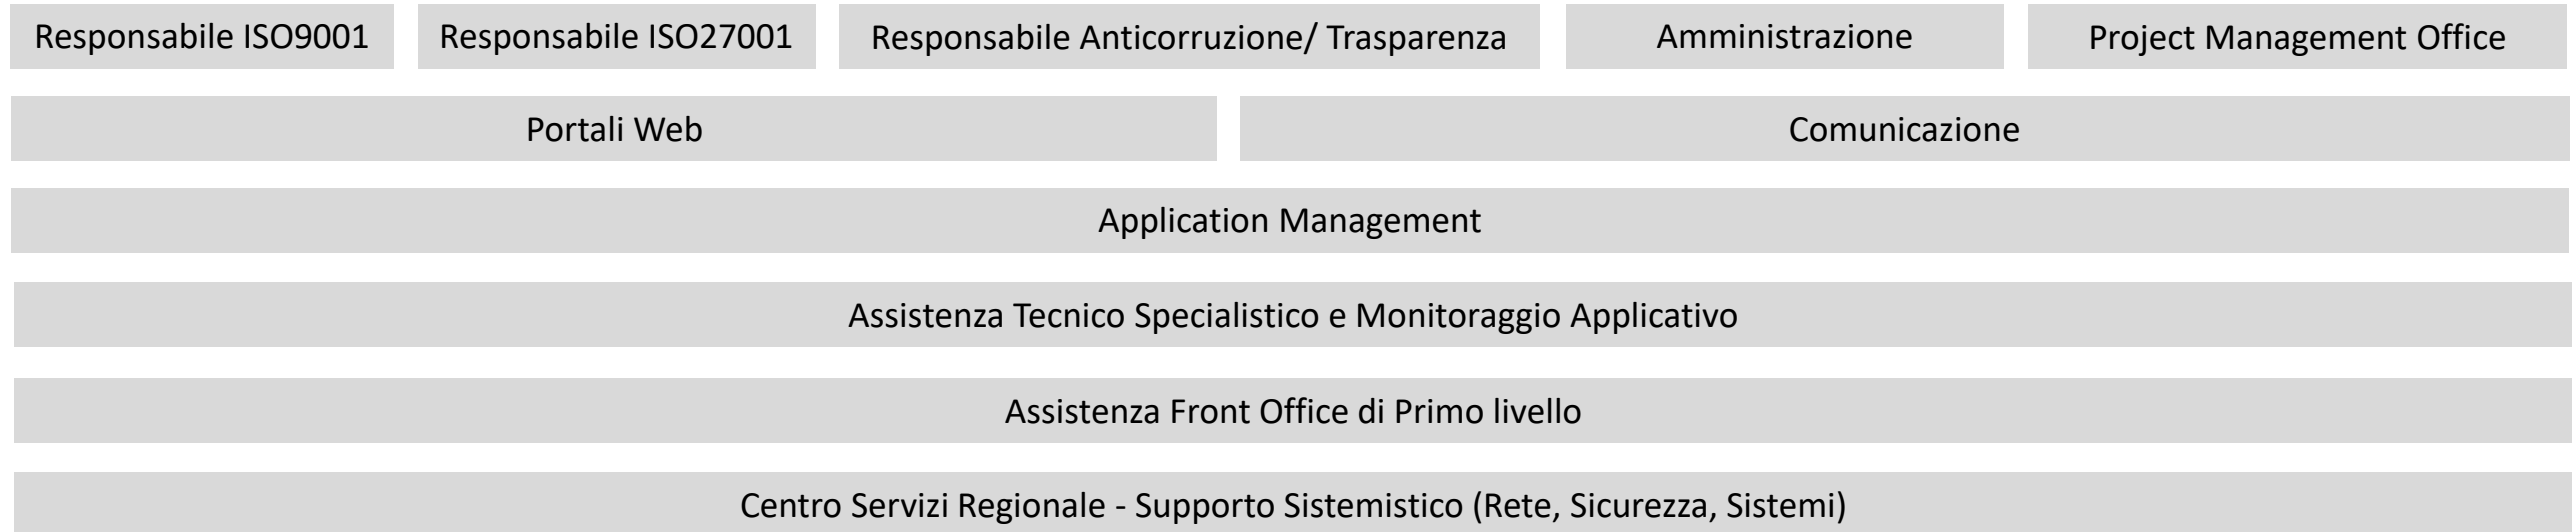 Responsabile ISO9001
Responsabile ISO27001
Responsabile Anticorruzione/ Trasparenza
Amministrazione
Project Management Office
Portali Web
Comunicazione
Application Management
Assistenza Tecnico Specialistico e Monitoraggio Applicativo
Assistenza Front Office di Primo livello
Centro Servizi Regionale - Supporto Sistemistico (Rete, Sicurezza, Sistemi)